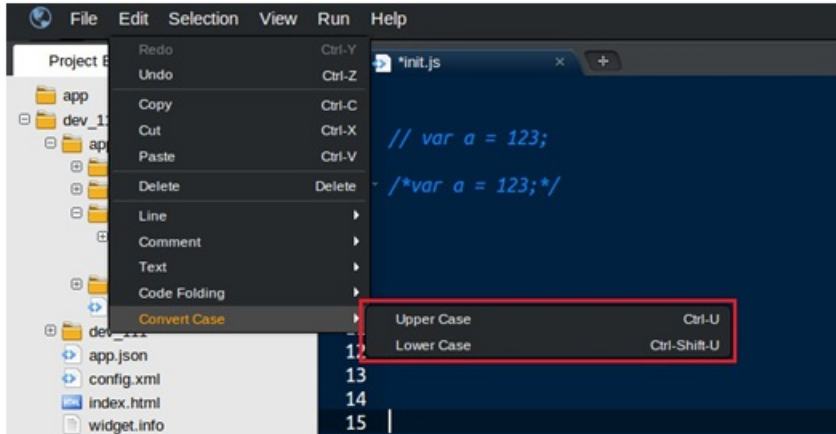 File Edit Selection View Run Help
Project
*init.js × +
Redo Ctrl-Y
Undo Ctrl-Z
Copy Ctrl-C
Cut Ctrl-X
Paste Ctrl-V
Delete Delete
Line
Comment
Text
Code Folding
Convert Case
Upper Case Ctrl-U
Lower Case Ctrl-Shift-U
app
app.json
config.xml
index.html
widget.info
// var a = 123;
/*var a = 123;*/
12
13
14
15